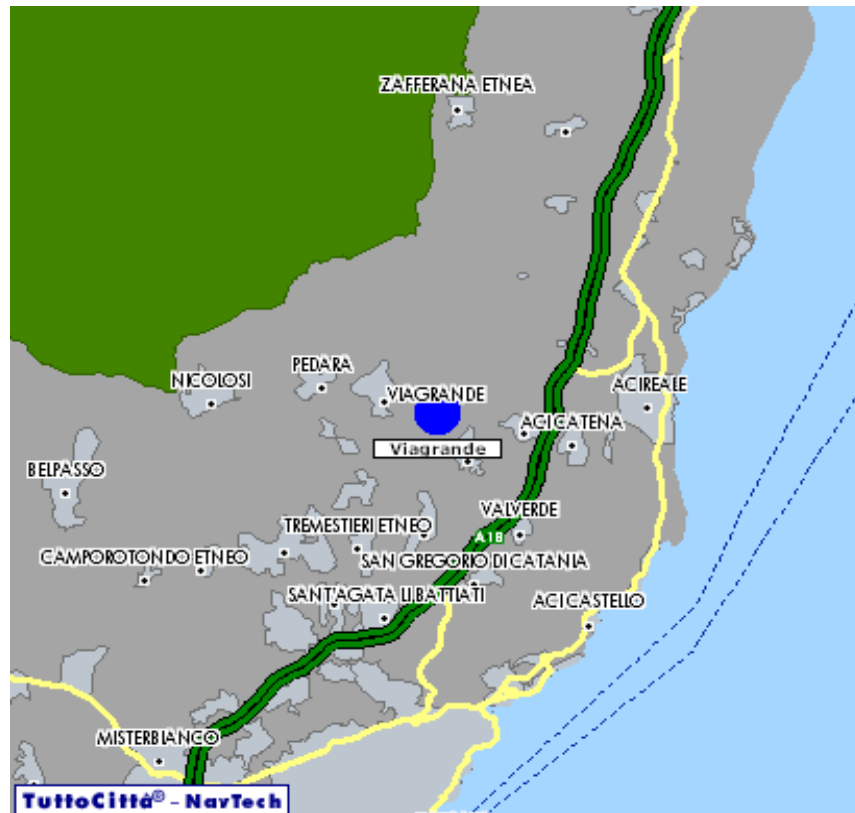 ZAFFERANA ETNEA
PEDARA
NICOLOSI
VIAGRANDE
ACIREALE
ACICATENA
Viagrande
BELPASSO
VALVERDE
TREMESTIERI ETNEO
A18
CAMPOROTONDO ETNEO
SAN GREGORIO DI CATANIA
SANT'AGATA LI BATTIATI
ACICASTELLO
MISTERBIANCO
TuttoCittà® - NavTech